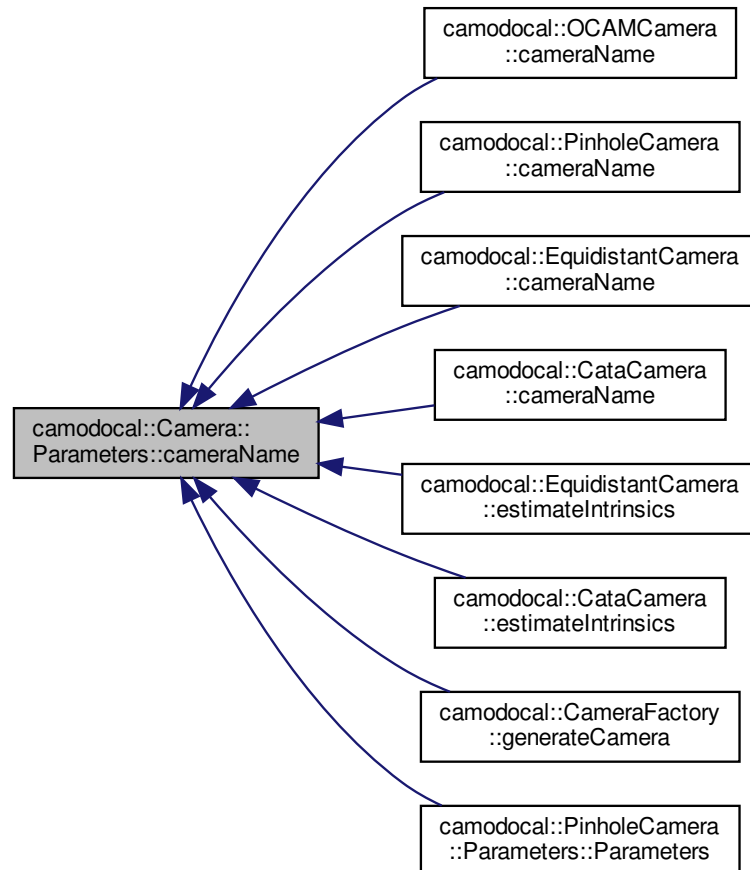 camodocal::OCAMCamera
::cameraName
camodocal::PinholeCamera
::cameraName
camodocal::EquidistantCamera
::cameraName
camodocal::CataCamera
::cameraName
camodocal::Camera::
Parameters::cameraName
camodocal::EquidistantCamera
::estimateIntrinsics
camodocal::CataCamera
::estimateIntrinsics
camodocal::CameraFactory
::generateCamera
camodocal::PinholeCamera
::Parameters::Parameters